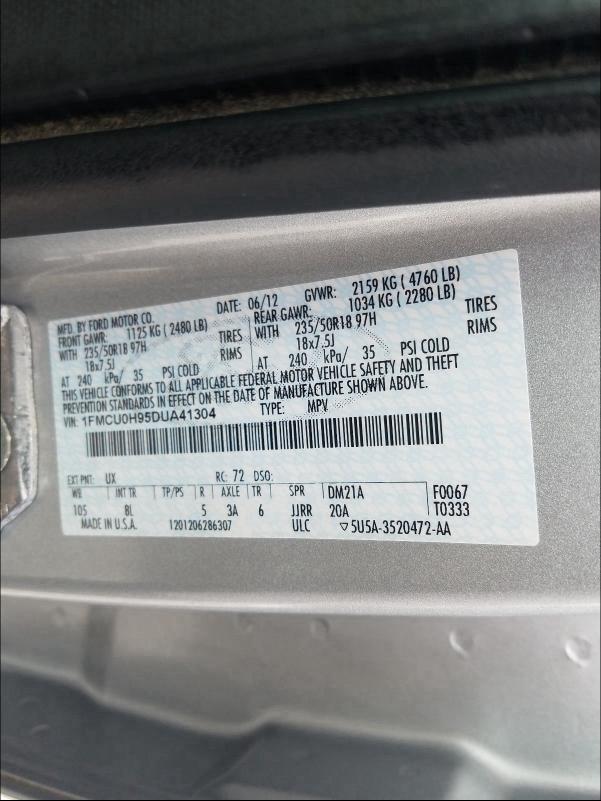 MFD. BY FORD MOTOR CO. DATE: 06/12 GVWR: 2159 KG ( 4760 LB)
FRONT GAWR: 1125 KG ( 2480 LB) REAR GAWR: 1034 KG ( 2280 LB)
WITH 235/50R18 97H TIRES WITH 235/50R18 97H TIRES
18x7.5J RIMS 18x7.5J RIMS
AT 240 kPa/ 35 PSI COLD AT 240 kPa/ 35 PSI COLD
THIS VEHICLE CONFORMS TO ALL APPLICABLE FEDERAL MOTOR VEHICLE SAFETY AND THEFT
PREVENTION STANDARDS IN EFFECT ON THE DATE OF MANUFACTURE SHOWN ABOVE.
VIN: 1FMCU0H95DUA41304 TYPE: MPV
EXT PNT: UX RC: 72 DSO:
WB INT TR TP/PS R AXLE TR SPR DM21A F0067
105 BL 5 3A 6 JJRR 20A T0333
MADE IN U.S.A. 1201206286307 ULC ▽5U5A-3520472-AA